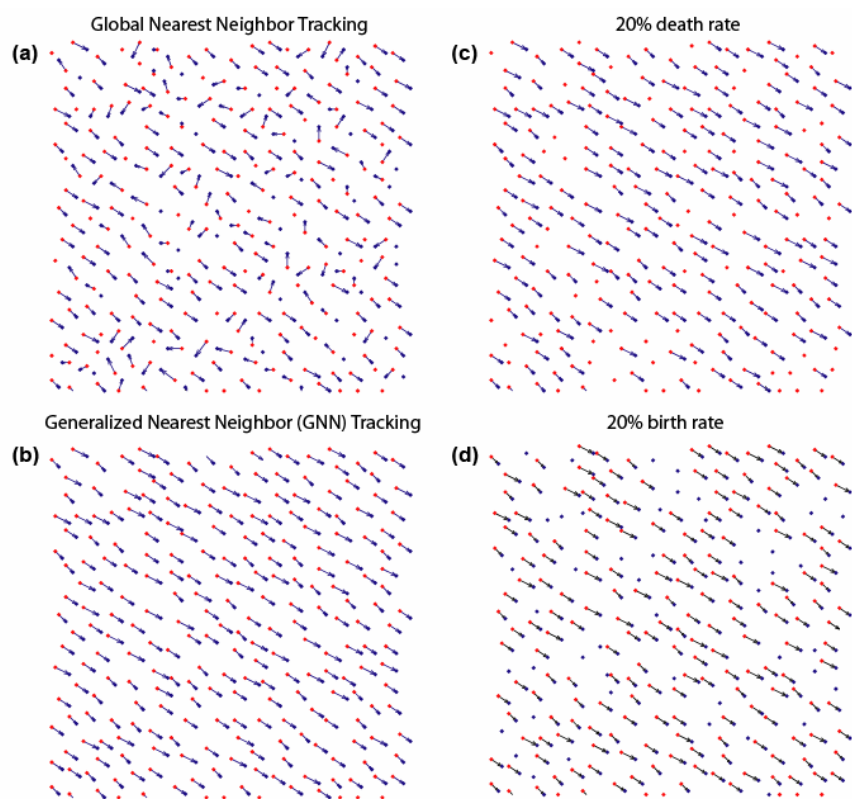 Global Nearest Neighbor Tracking
20% death rate
(a)
(c)
Generalized Nearest Neighbor (GNN) Tracking
20% birth rate
(b)
(d)